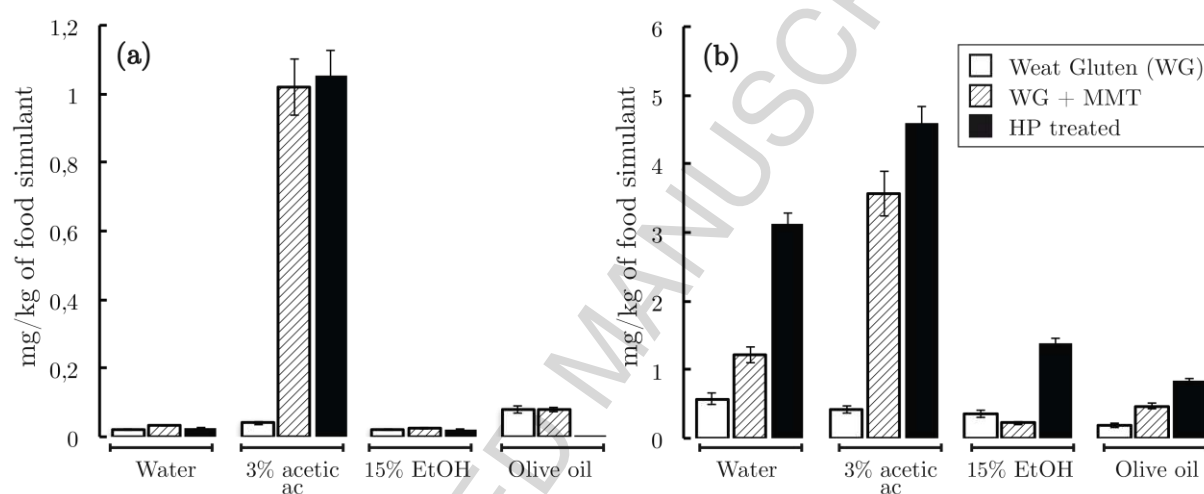 (a)
mg/kg of food simulant
1,2
1
0,8
0,6
0,4
0,2
0
Water
3% acetic
ac
15% EtOH
Olive oil
(b)
mg/kg of food simulant
6
5
4
3
2
1
0
Water
3% acetic
ac
15% EtOH
Olive oil
Weat Gluten (WG)
WG + MMT
HP treated
ED MANUSCR